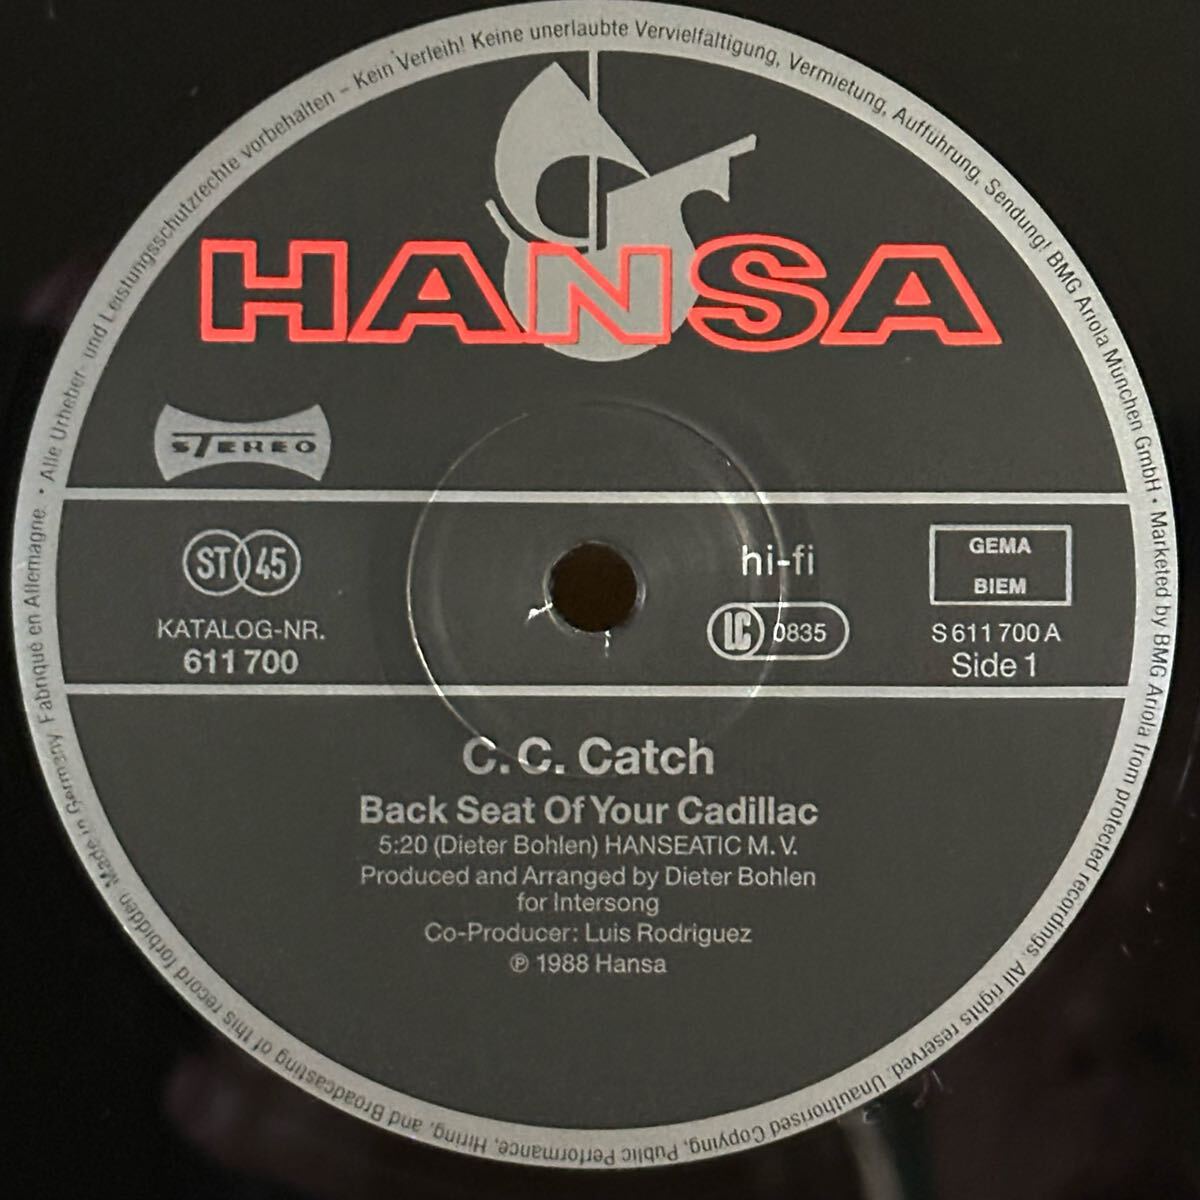 Alle Urheber- und Leistungsschutzrechte vorbehalten – Kein Verleih! Keine unerlaubte Vervielfältigung, Vermietung, Aufführung, Sendung! BMG Ariola München GmbH • Marketed by BMG Ariola from protected recordings. All rights reserved. Unauthorised Copying, Public Performance, Hiring, and Broadcasting of this record forbidden. Made in Germany. Fabrique en Allemagne. •
HANSA
STEREO
ST 45
KATALOG-NR.
611 700
hi-fi
LC 0835
GEMA
BIEM
S 611 700 A
Side 1
C. C. Catch
Back Seat Of Your Cadillac
5:20 (Dieter Bohlen) HANSEATIC M. V.
Produced and Arranged by Dieter Bohlen
for Intersong
Co-Producer: Luis Rodriguez
℗ 1988 Hansa